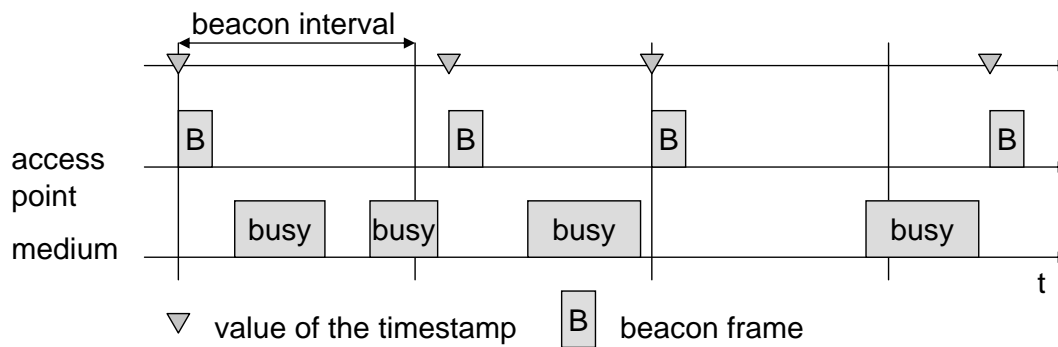 beacon interval
B B B B
access
point
busy busy busy busy
medium
t
value of the timestamp B beacon frame